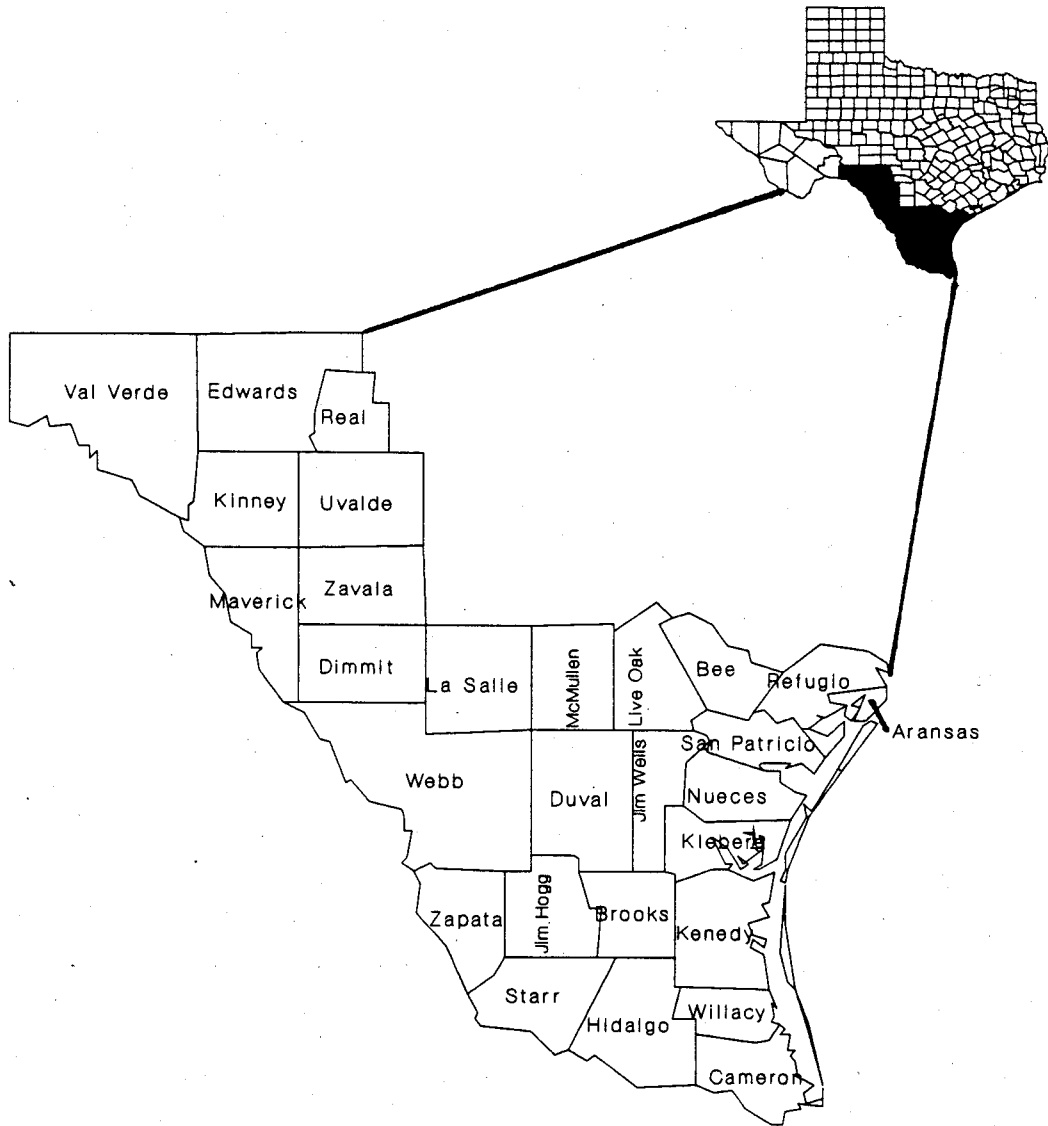 Val Verde
Edwards
Real
Kinney
Uvalde
Maverick
Zavala
Dimmit
La Salle
McMullen
Live Oak
Bee
Refugio
Aransas
San Patricio
Webb
Duval
Jim Wells
Nueces
Kleberg
Zapata
Jim Hogg
Brooks
Kenedy
Starr
Hidalgo
Willacy
Cameron